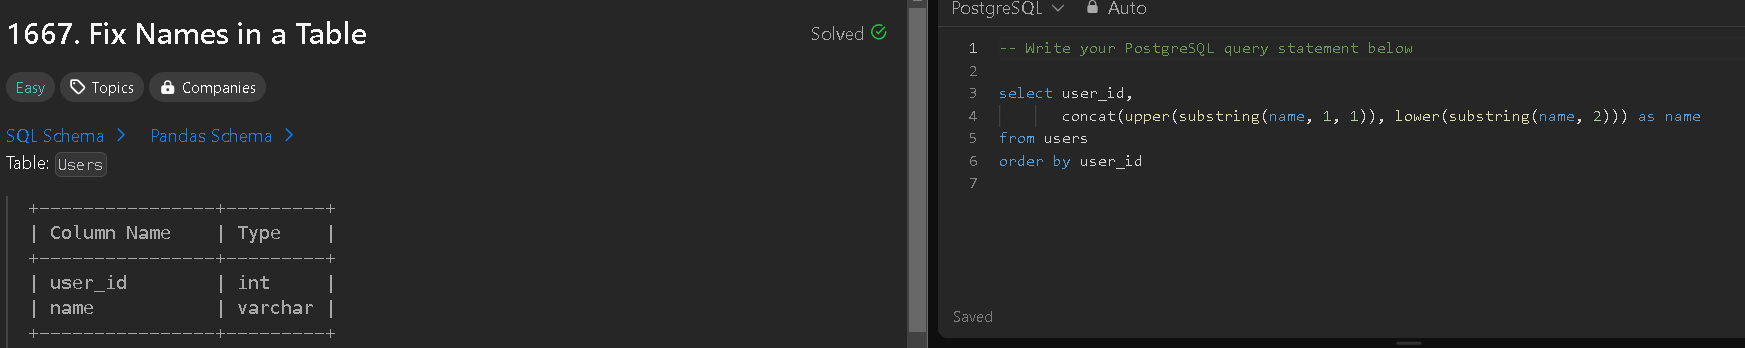 1667. Fix Names in a Table
Solved
Easy
Topics
Companies
SQL Schema >
Pandas Schema >
Table: Users
+----------------+---------+
| Column Name    | Type    |
+----------------+---------+
| user_id        | int     |
| name           | varchar |
+----------------+---------+
PostgreSQL
Auto
1 -- Write your PostgreSQL query statement below
2
3 select user_id,
4 concat(upper(substring(name, 1, 1)), lower(substring(name, 2))) as name
5 from users
6 order by user_id
7
Saved